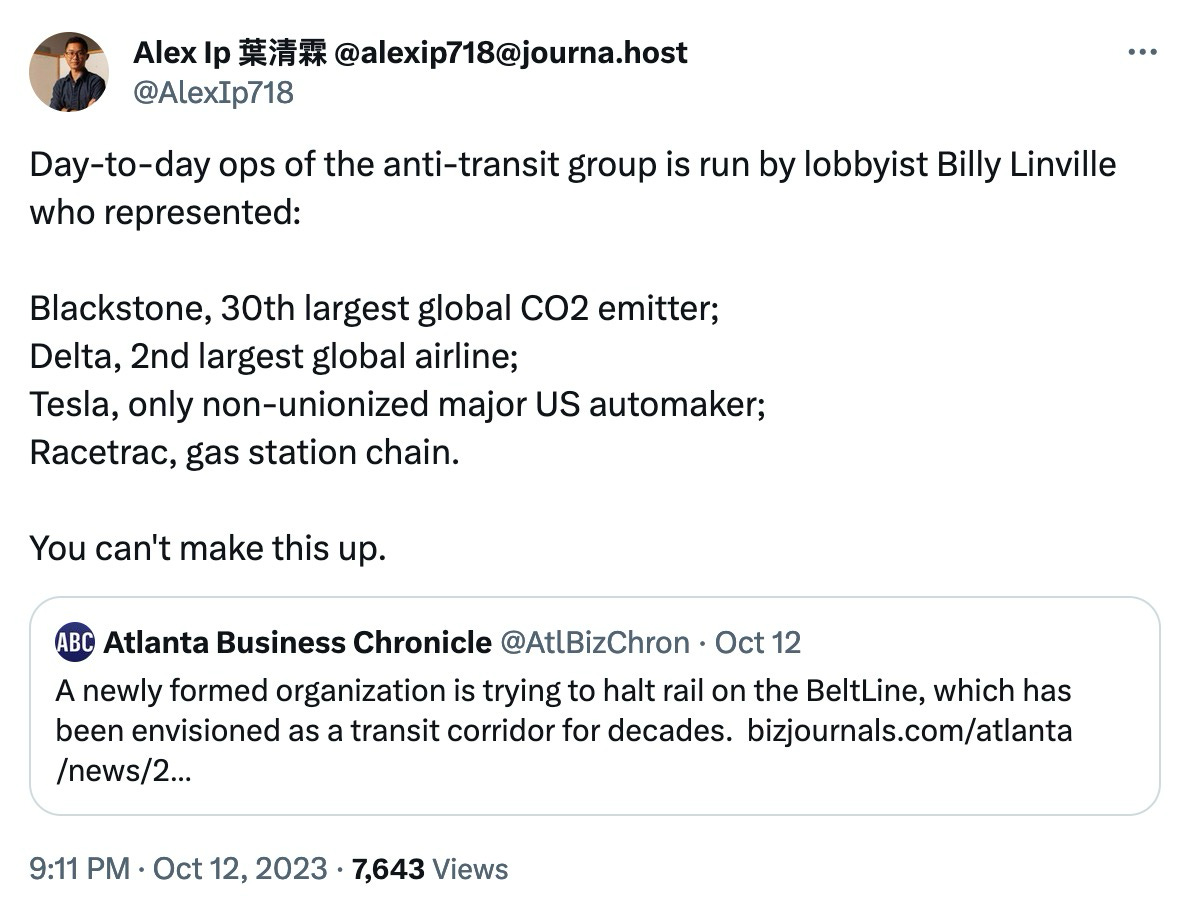 Alex Ip 葉清霖 @alexip718@journa.host
@AlexIp718
Day-to-day ops of the anti-transit group is run by lobbyist Billy Linville
who represented:
Blackstone, 30th largest global CO2 emitter;
Delta, 2nd largest global airline;
Tesla, only non-unionized major US automaker;
Racetrac, gas station chain.
You can't make this up.
ABC Atlanta Business Chronicle @AtlBizChron · Oct 12
A newly formed organization is trying to halt rail on the BeltLine, which has
been envisioned as a transit corridor for decades.  bizjournals.com/atlanta
/news/2...
9:11 PM · Oct 12, 2023 · 7,643 Views